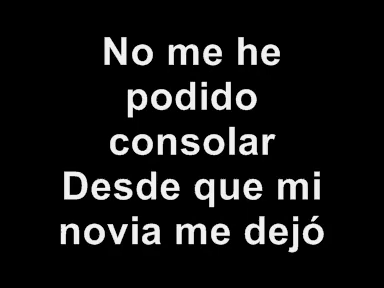 No me he
podido
consolar
Desde que mi
novia me dejó